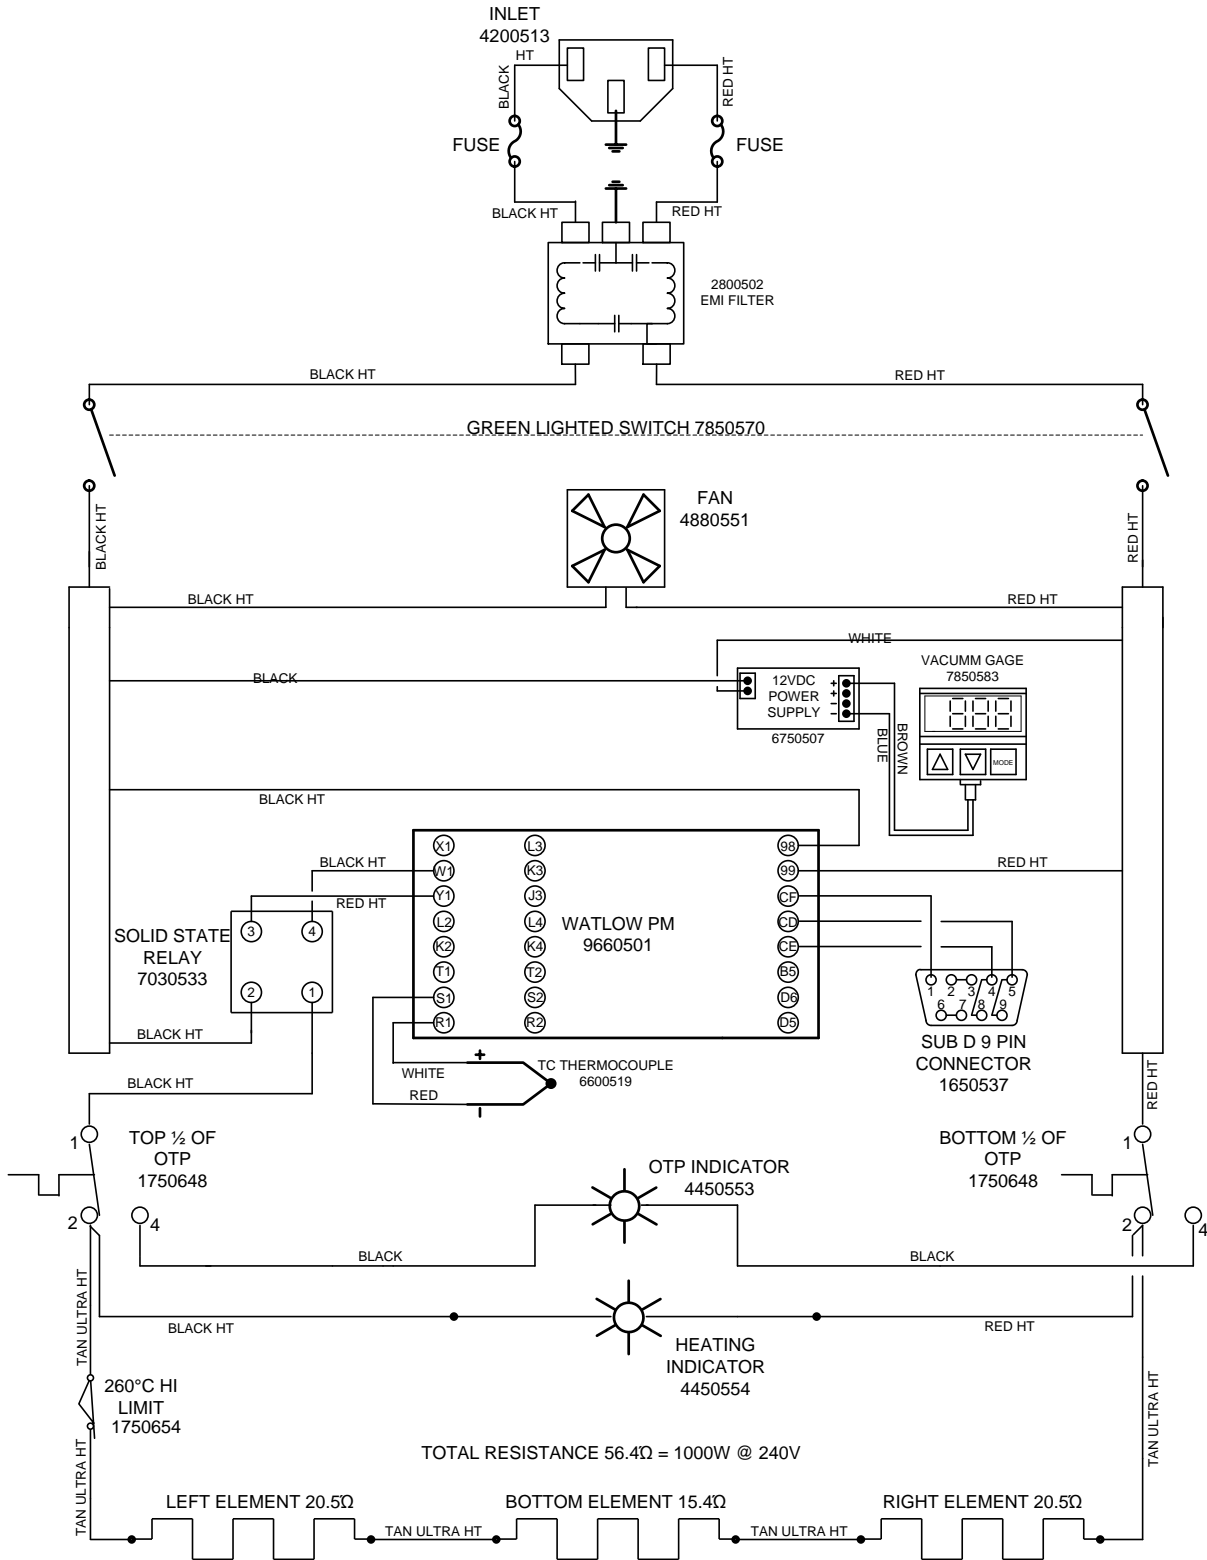 INLET
4200513
BLACK
HT
RED HT
FUSE
FUSE
BLACK HT
RED HT
2800502
EMI FILTER
BLACK HT
RED HT
GREEN LIGHTED SWITCH 7850570
BLACK HT
RED HT
FAN
4880551
BLACK HT
RED HT
WHITE
BLACK
12VDC
POWER
SUPPLY
+
+
−
−
6750507
BLUE
BROWN
VACUMM GAGE
7850583
888
MODE
BLACK HT
BLACK HT
RED HT
RED HT
X1
W1
Y1
L2
K2
T1
S1
R1
L3
K3
J3
L4
K4
T2
S2
R2
WATLOW PM
9660501
98
99
CF
CD
CE
B5
D6
D5
SOLID STATE
RELAY
7030533
3
4
2
1
BLACK HT
BLACK HT
1
2
3
4
5
6
7
8
9
SUB D 9 PIN
CONNECTOR
1650537
+
WHITE
RED
−
TC THERMOCOUPLE
6600519
RED HT
1
TOP ½ OF
OTP
1750648
2
4
BOTTOM ½ OF
OTP
1750648
1
2
4
OTP INDICATOR
4450553
BLACK
BLACK
TAN ULTRA HT
BLACK HT
RED HT
HEATING
INDICATOR
4450554
260°C HI
LIMIT
1750654
TAN ULTRA HT
TAN ULTRA HT
TOTAL RESISTANCE 56.4Ω = 1000W @ 240V
LEFT ELEMENT 20.5Ω
BOTTOM ELEMENT 15.4Ω
RIGHT ELEMENT 20.5Ω
TAN ULTRA HT
TAN ULTRA HT